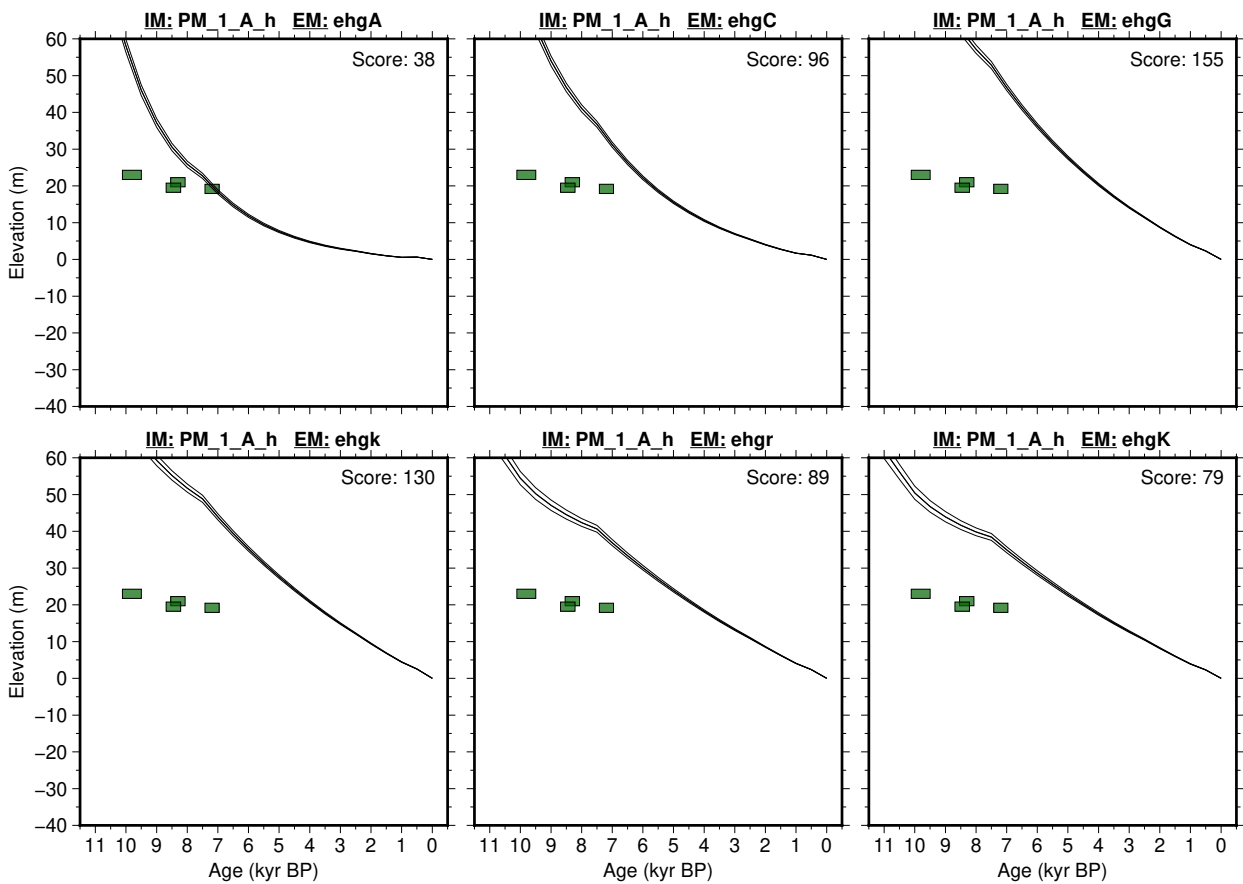 IM: PM_1_A_h EM: ehgA
IM: PM_1_A_h EM: ehgC
IM: PM_1_A_h EM: ehgG
Score: 38
Score: 96
Score: 155
Elevation (m)
60
50
40
30
20
10
0
−10
−20
−30
−40
IM: PM_1_A_h EM: ehgk
IM: PM_1_A_h EM: ehgr
IM: PM_1_A_h EM: ehgK
Score: 130
Score: 89
Score: 79
Elevation (m)
60
50
40
30
20
10
0
−10
−20
−30
−40
11 10 9 8 7 6 5 4 3 2 1 0
11 10 9 8 7 6 5 4 3 2 1 0
11 10 9 8 7 6 5 4 3 2 1 0
Age (kyr BP)
Age (kyr BP)
Age (kyr BP)